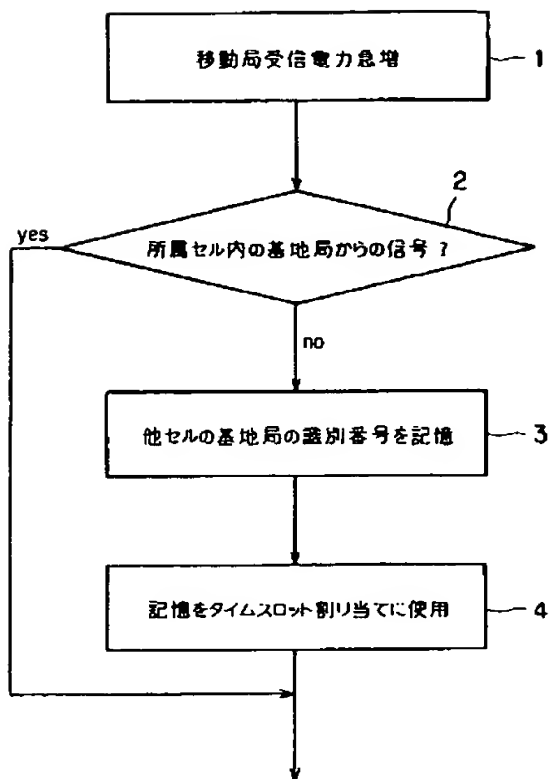 移動局受信電力急増
1
2
yes
所属セル内の基地局からの信号?
no
他セルの基地局の識別番号を記憶
3
記憶をタイムスロット割り当てに使用
4